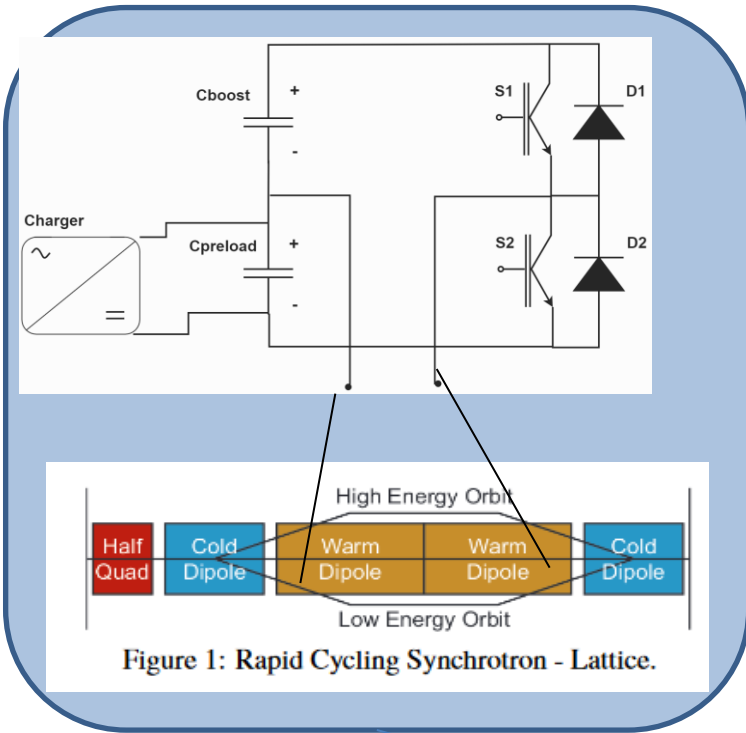 Cboost
+
-
S1
D1
Charger
Cpreload
+
-
S2
D2
High Energy Orbit
Half
Quad
Cold
Dipole
Warm
Dipole
Warm
Dipole
Cold
Dipole
Low Energy Orbit
Figure 1: Rapid Cycling Synchrotron - Lattice.